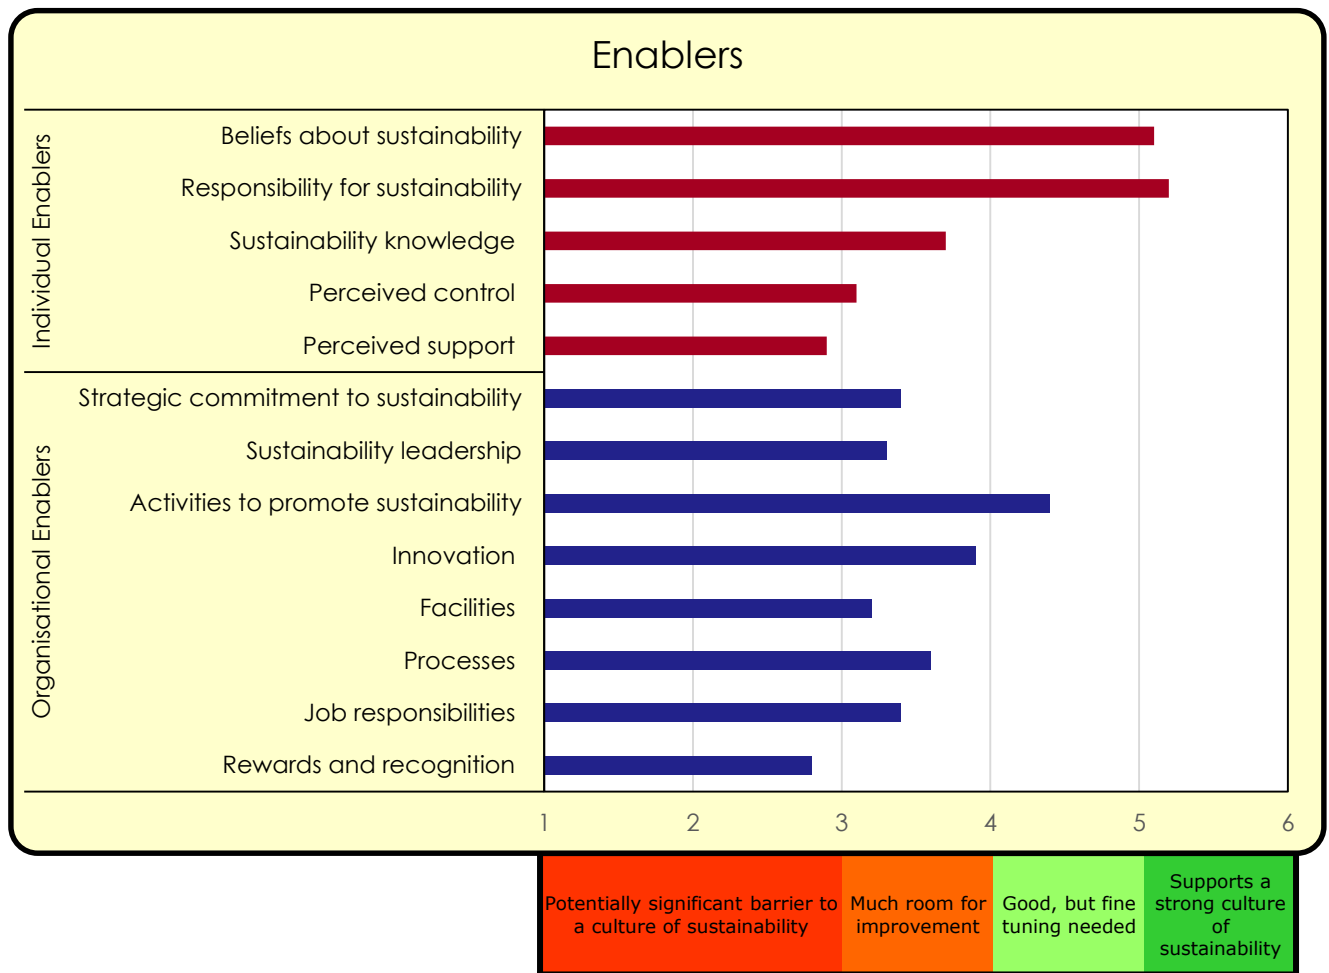 Enablers
Individual Enablers
Beliefs about sustainability
Responsibility for sustainability
Sustainability knowledge
Perceived control
Perceived support
Organisational Enablers
Strategic commitment to sustainability
Sustainability leadership
Activities to promote sustainability
Innovation
Facilities
Processes
Job responsibilities
Rewards and recognition
1 2 3 4 5 6
Potentially significant barrier to
a culture of sustainability
Much room for
improvement
Good, but fine
tuning needed
Supports a
strong culture
of
sustainability